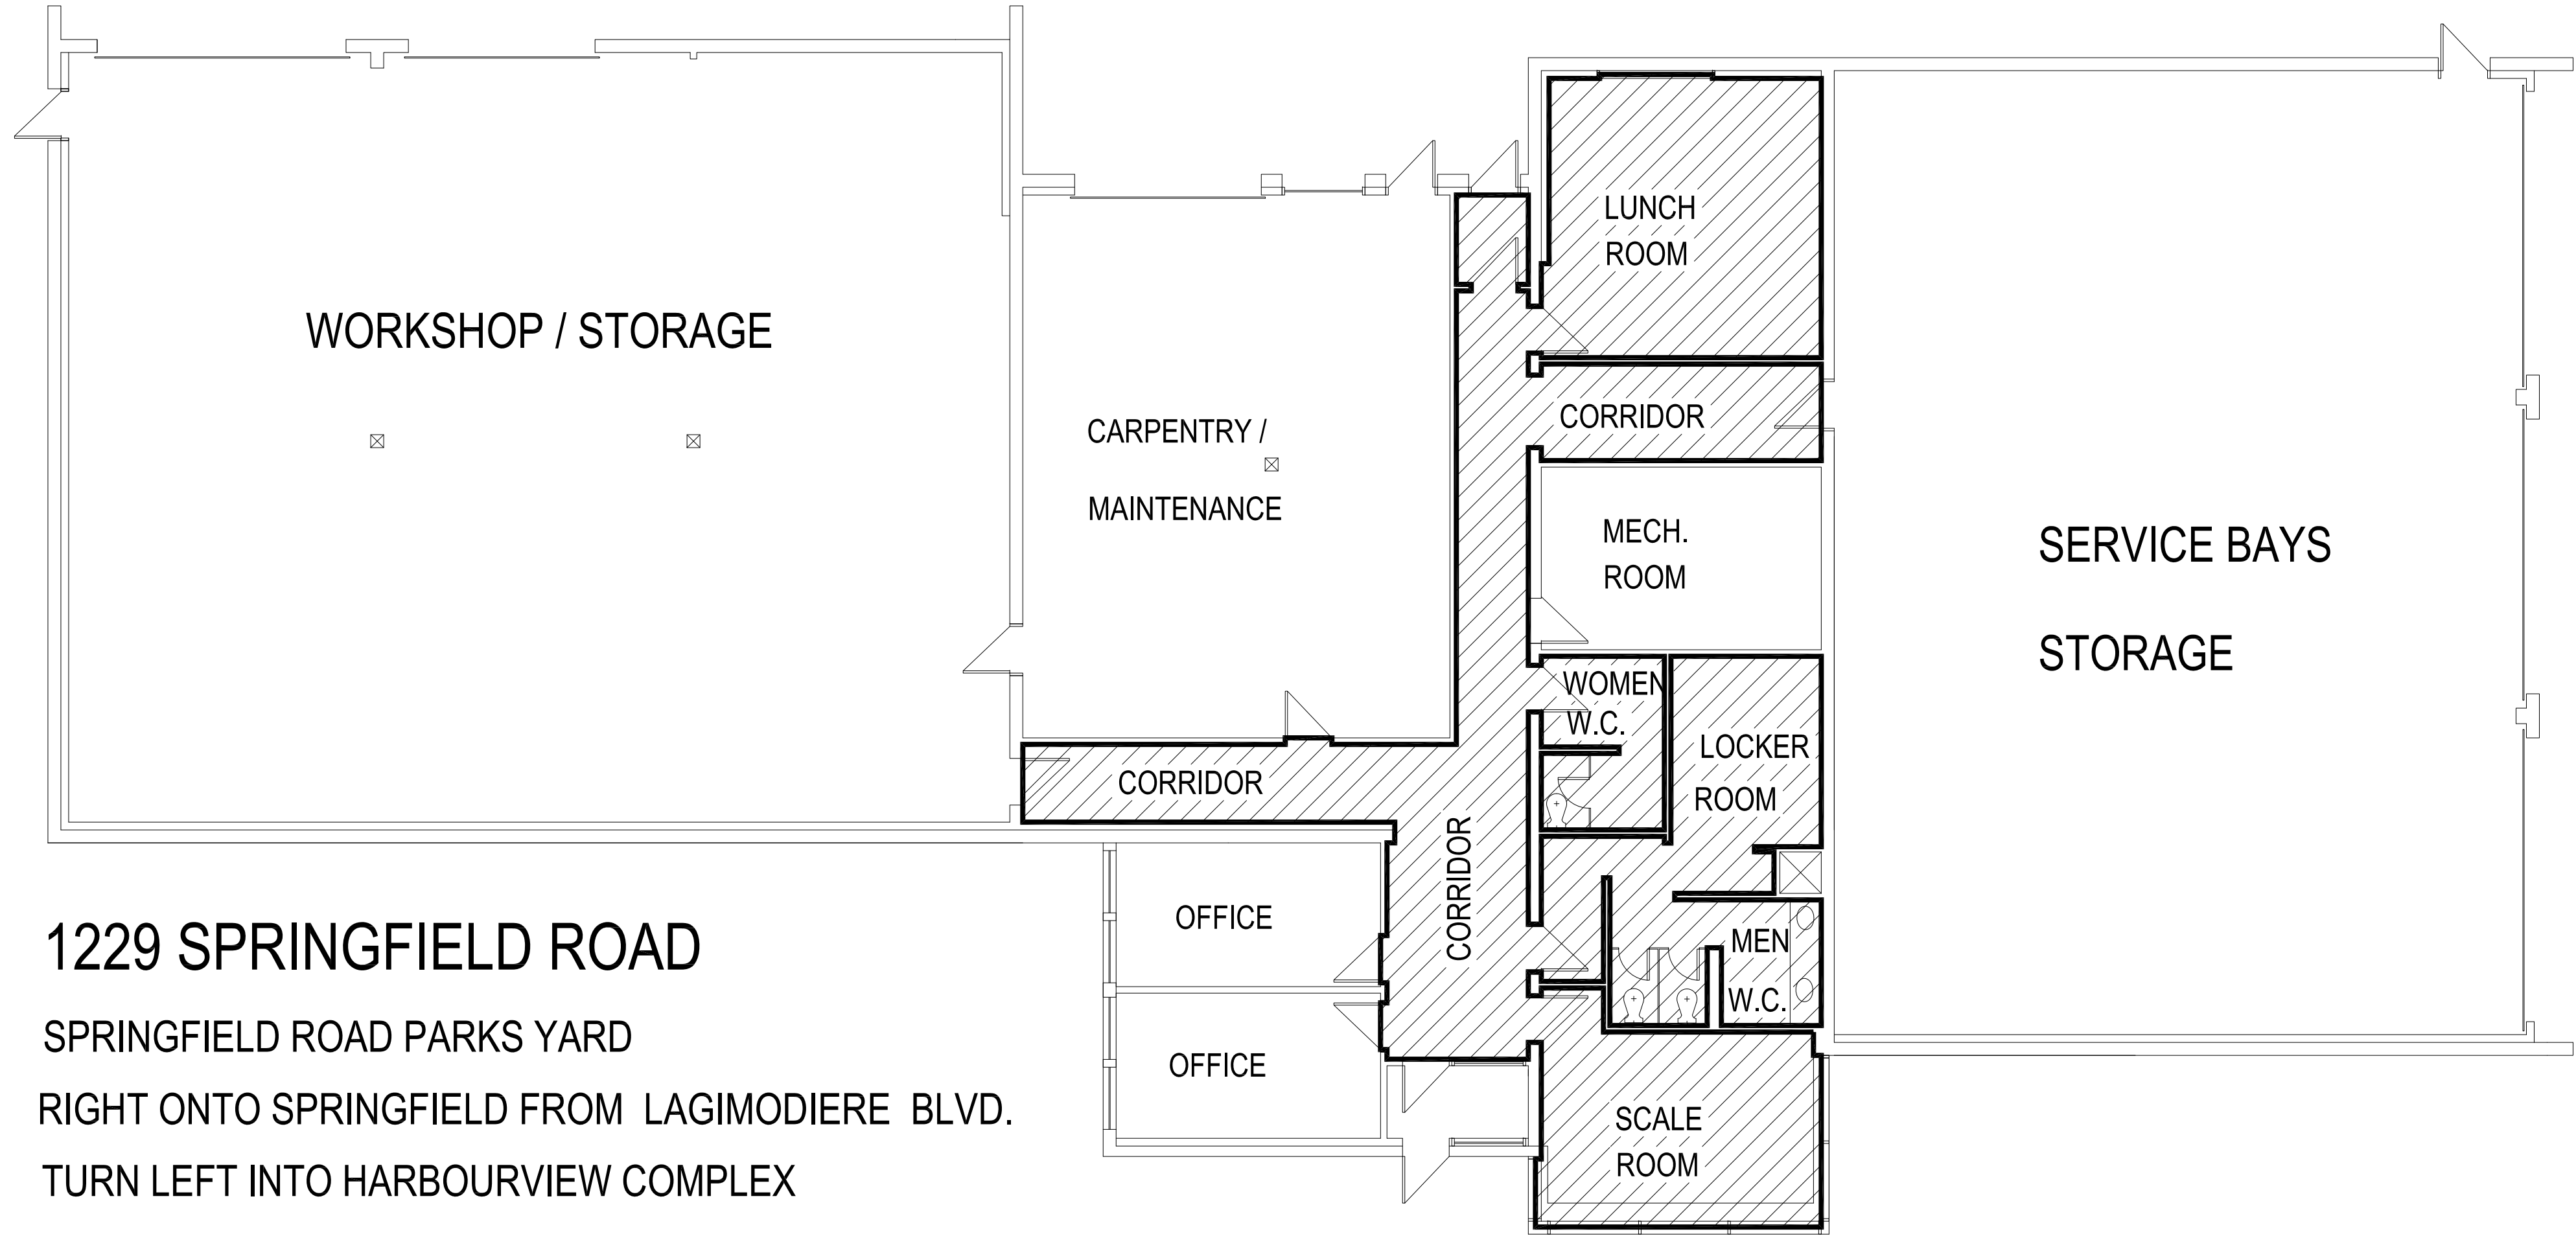 LUNCH
ROOM
WORKSHOP / STORAGE
CORRIDOR
CARPENTRY /
MAINTENANCE
MECH.
ROOM
SERVICE BAYS
STORAGE
WOMEN
W.C.
LOCKER
ROOM
CORRIDOR
CORRIDOR
OFFICE
MEN
W.C.
OFFICE
SCALE
ROOM
1229 SPRINGFIELD ROAD
SPRINGFIELD ROAD PARKS YARD
RIGHT ONTO SPRINGFIELD FROM LAGIMODIERE BLVD.
TURN LEFT INTO HARBOURVIEW COMPLEX